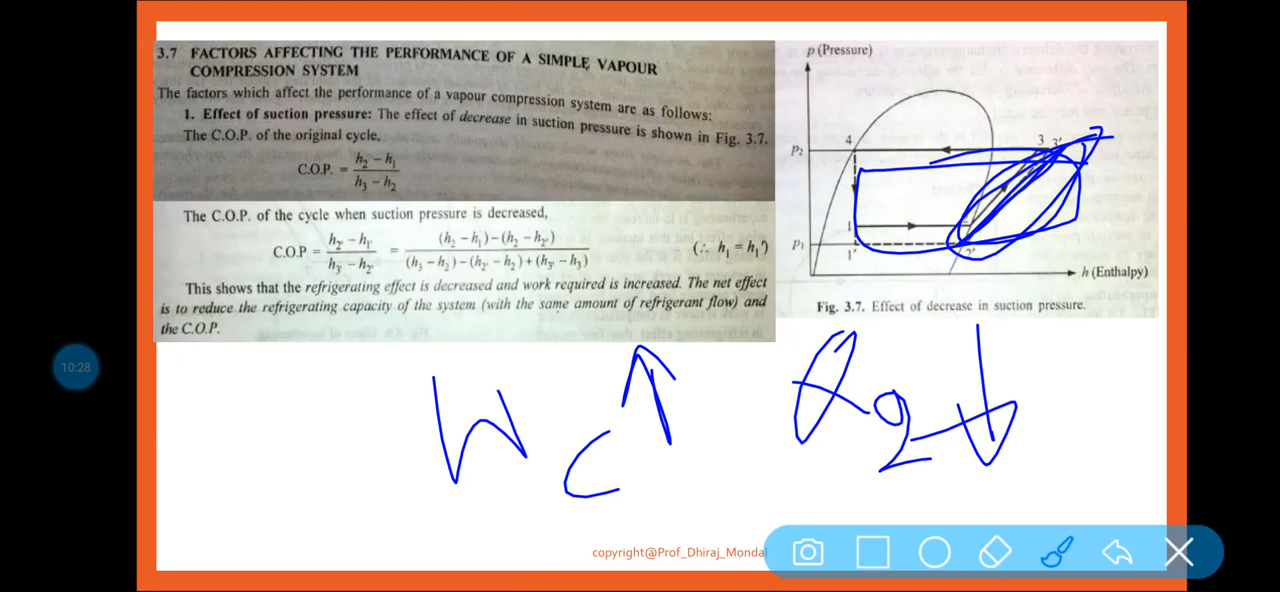 3.7 FACTORS AFFECTING THE PERFORMANCE OF A SIMPLE VAPOUR
COMPRESSION SYSTEM
The factors which affect the performance of a vapour compression system are as follows:
1. Effect of suction pressure: The effect of decrease in suction pressure is shown in Fig. 3.7.
The C.O.P. of the original cycle,
C.O.P. = h2 – h1 / h3 – h2
The C.O.P. of the cycle when suction pressure is decreased,
C.O.P = h2' – h1' / h3' – h2' = (h2 – h1) – (h2 – h2') / (h3 – h2) – (h2' – h2) + (h3' – h3) (∴ h1 = h1')
This shows that the refrigerating effect is decreased and work required is increased. The net effect
is to reduce the refrigerating capacity of the system (with the same amount of refrigerant flow) and
the C.O.P.
p (Pressure)
4 3 3'
p2
1
p1
1' 2'
h (Enthalpy)
Fig. 3.7. Effect of decrease in suction pressure.
10:28
Wc↑
copyright@Prof_Dhiraj_Mondal